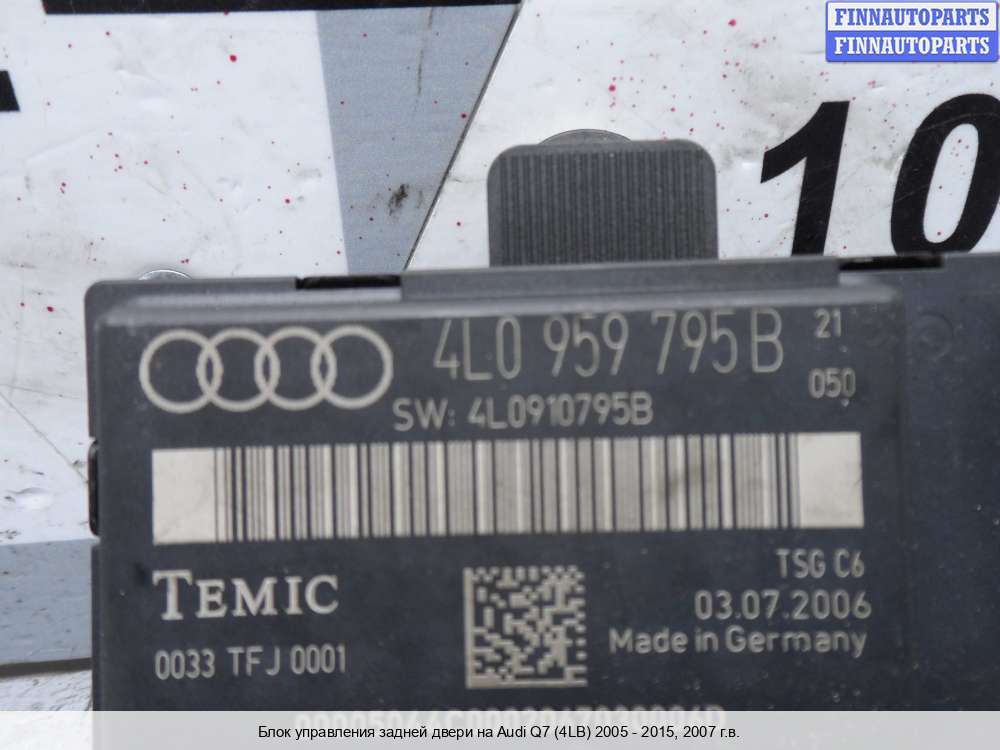 FINNAUTOPARTS
FINNAUTOPARTS
10
4L0 959 795 B 21
050
SW: 4L0910795B
TEMIC
TSG C6
03.07.2006
Made in Germany
0033 TFJ 0001
Блок управления задней двери на Audi Q7 (4LB) 2005 - 2015, 2007 г.в.